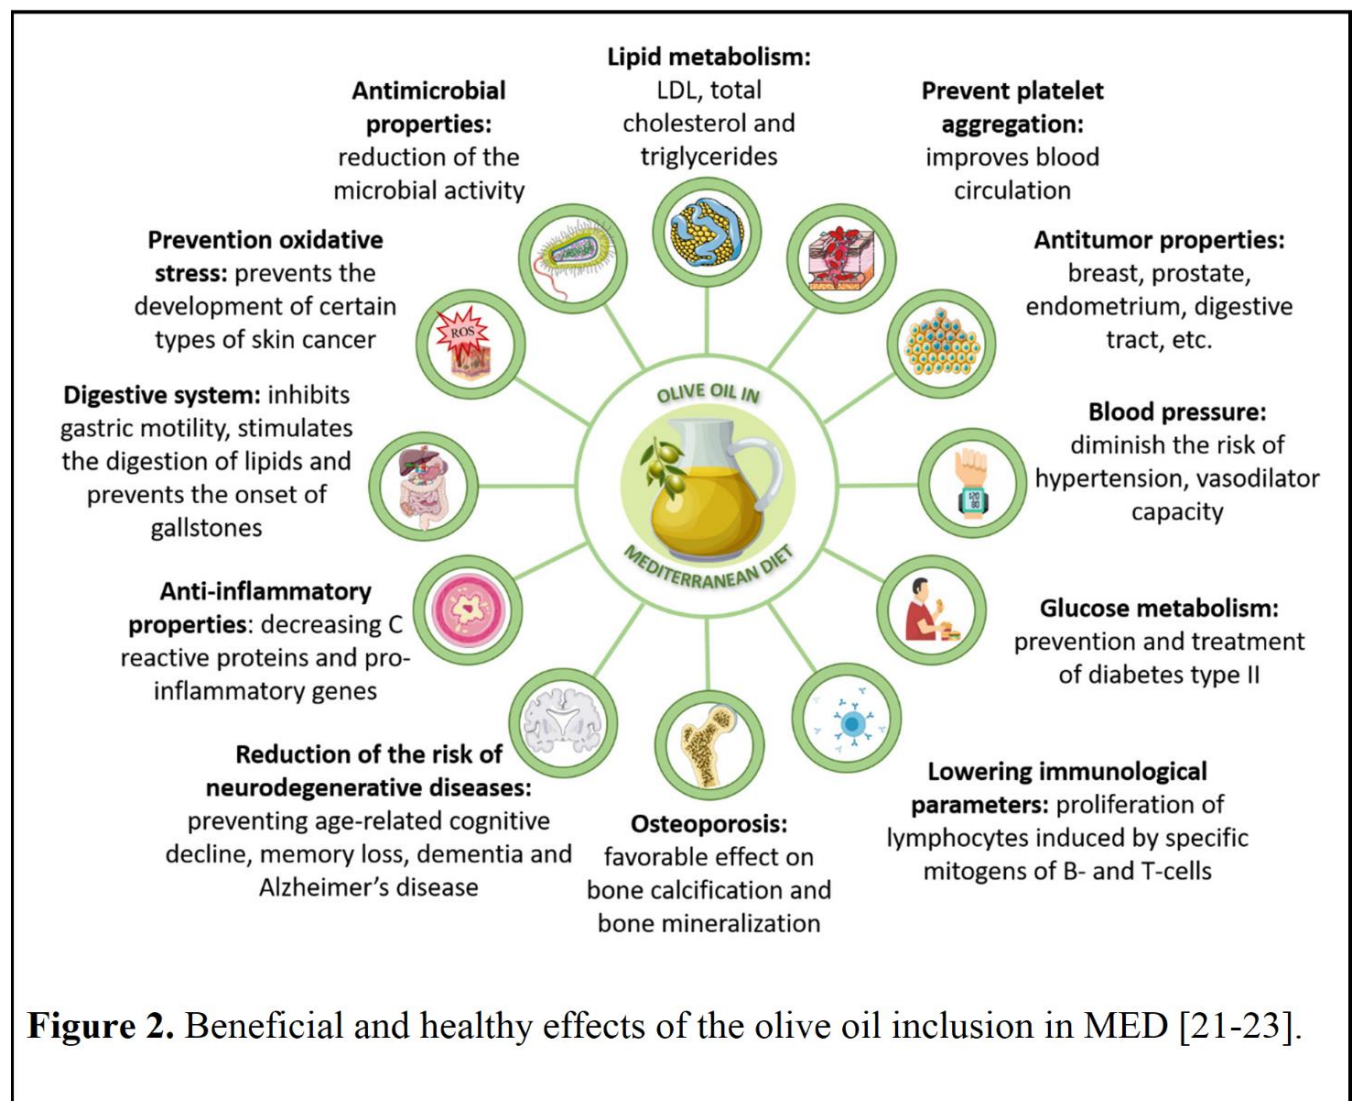 Lipid metabolism:
LDL, total
cholesterol and
triglycerides
Prevent platelet
aggregation:
improves blood
circulation
Antitumor properties:
breast, prostate,
endometrium, digestive
tract, etc.
Blood pressure:
diminish the risk of
hypertension, vasodilator
capacity
Glucose metabolism:
prevention and treatment
of diabetes type II
Lowering immunological
parameters: proliferation of
lymphocytes induced by specific
mitogens of B- and T-cells
Osteoporosis:
favorable effect on
bone calcification and
bone mineralization
Reduction of the risk of
neurodegenerative diseases:
preventing age-related cognitive
decline, memory loss, dementia and
Alzheimer’s disease
Anti-inflammatory
properties: decreasing C
reactive proteins and pro-
inflammatory genes
Digestive system: inhibits
gastric motility, stimulates
the digestion of lipids and
prevents the onset of
gallstones
Prevention oxidative
stress: prevents the
development of certain
types of skin cancer
Antimicrobial
properties:
reduction of the
microbial activity
ROS
120
80
OLIVE OIL IN
MEDITERRANEAN DIET
Figure 2. Beneficial and healthy effects of the olive oil inclusion in MED [21-23].